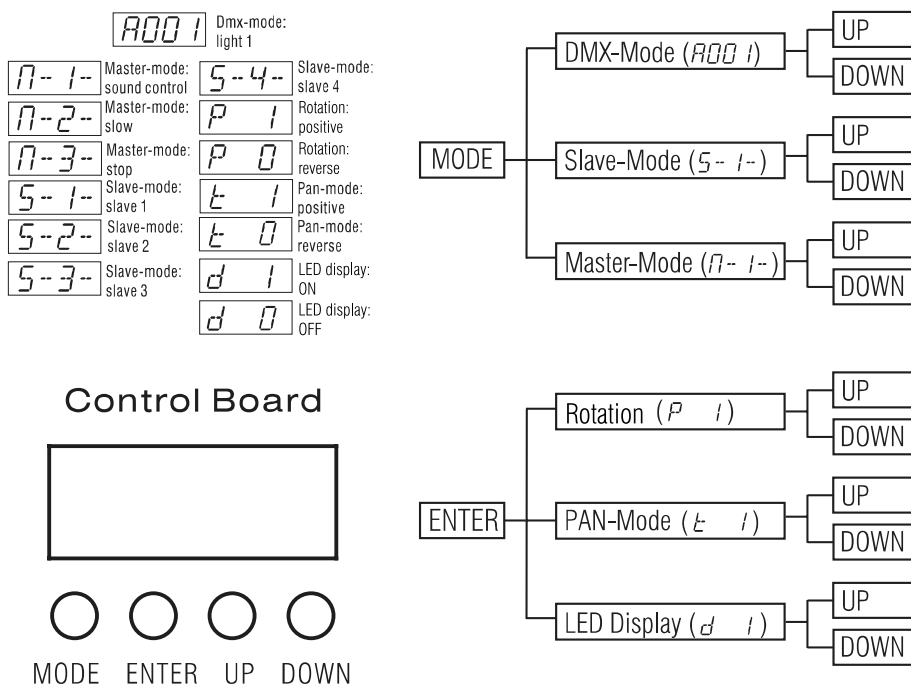 A001 Dmx-mode:
light 1
n-1- Master-mode:
sound control
n-2- Master-mode:
slow
n-3- Master-mode:
stop
S-1- Slave-mode:
slave 1
S-2- Slave-mode:
slave 2
S-3- Slave-mode:
slave 3
S-4- Slave-mode:
slave 4
P 1 Rotation:
positive
P 0 Rotation:
reverse
t 1 Pan-mode:
positive
t 0 Pan-mode:
reverse
d 1 LED display:
ON
d 0 LED display:
OFF
MODE
DMX-Mode (A001)
UP
DOWN
Slave-Mode (S-1-)
UP
DOWN
Master-Mode (n-1-)
UP
DOWN
Control Board
MODE ENTER UP DOWN
ENTER
Rotation (P 1)
UP
DOWN
PAN-Mode (t 1)
UP
DOWN
LED Display (d 1)
UP
DOWN